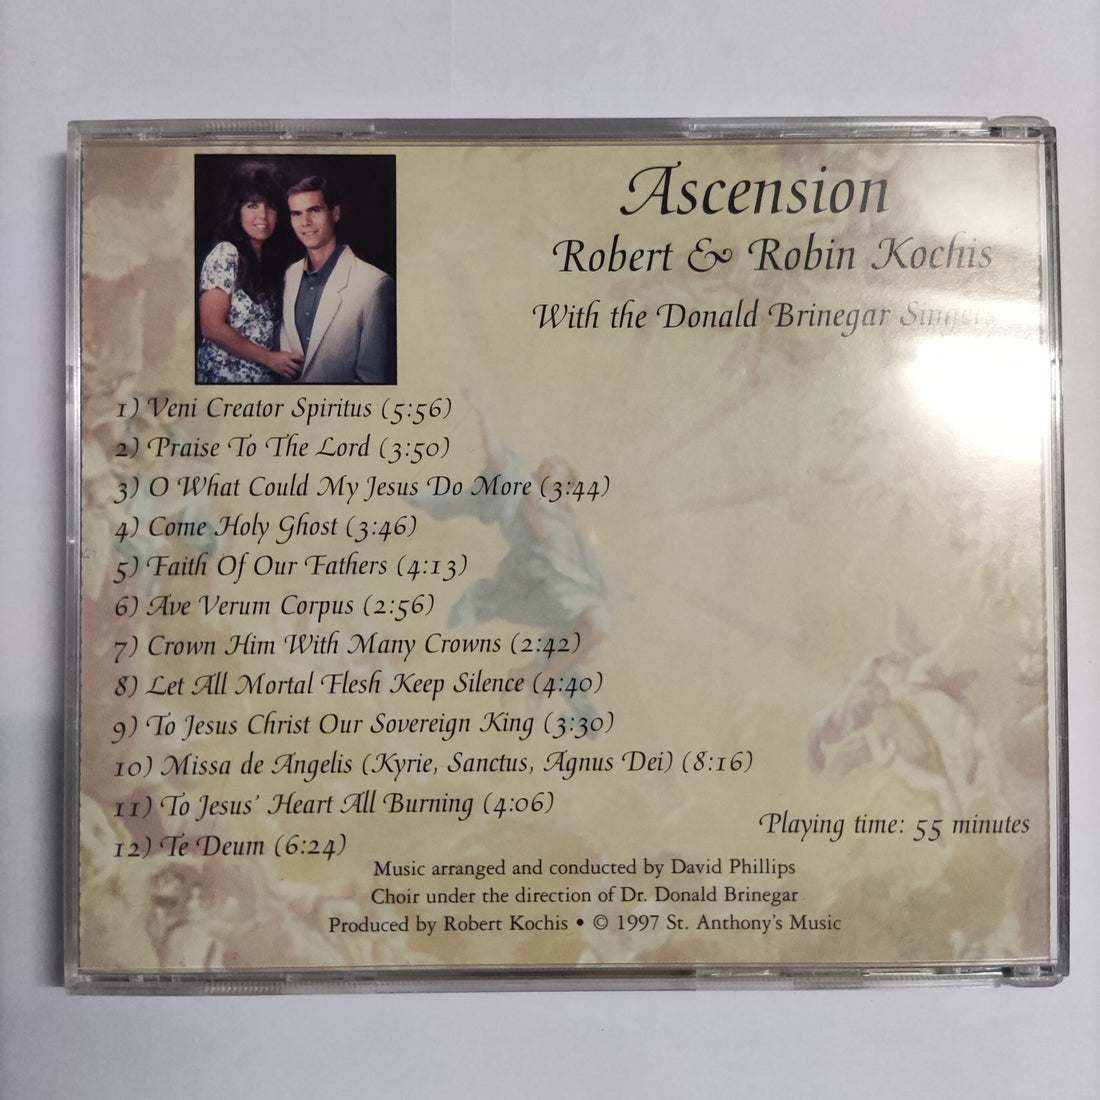 Ascension
Robert & Robin Kochis
With the Donald Brinegar Singers
1) Veni Creator Spiritus (5:56)
2) Praise To The Lord (3:50)
3) O What Could My Jesus Do More (3:44)
4) Come Holy Ghost (3:46)
5) Faith Of Our Fathers (4:13)
6) Ave Verum Corpus (2:56)
7) Crown Him With Many Crowns (2:42)
8) Let All Mortal Flesh Keep Silence (4:40)
9) To Jesus Christ Our Sovereign King (3:30)
10) Missa de Angelis (Kyrie, Sanctus, Agnus Dei) (8:16)
11) To Jesus' Heart All Burning (4:06)
12) Te Deum (6:24)
Playing time: 55 minutes
Music arranged and conducted by David Phillips
Choir under the direction of Dr. Donald Brinegar
Produced by Robert Kochis • © 1997 St. Anthony's Music